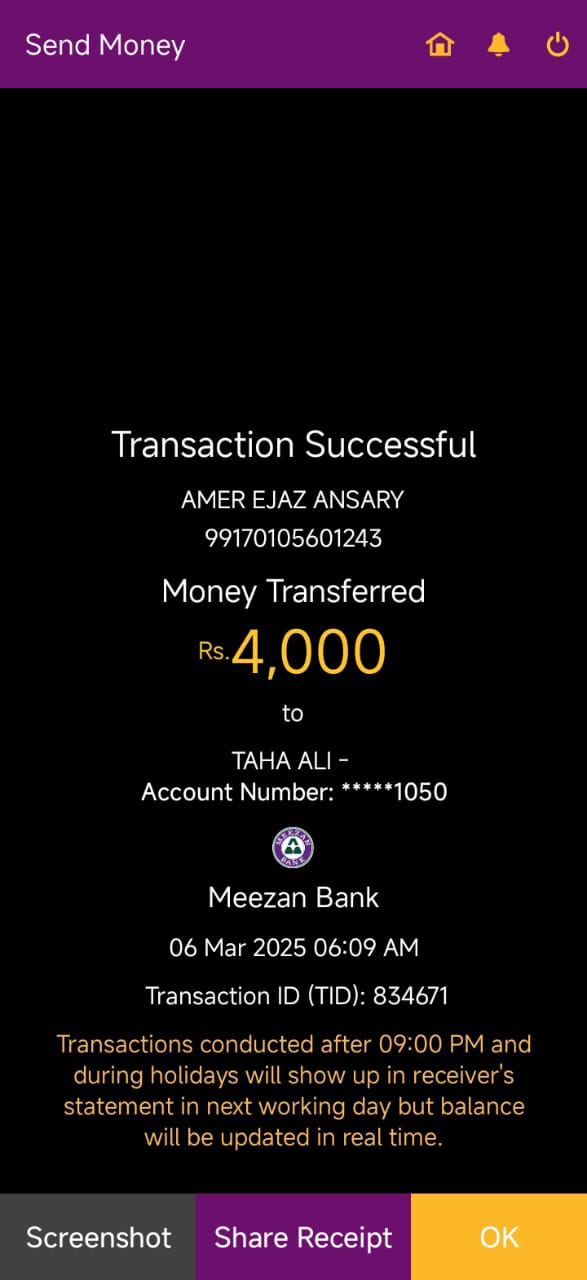 Send Money
Transaction Successful
AMER EJAZ ANSARY
99170105601243
Money Transferred
Rs.4,000
to
TAHA ALI -
Account Number: *****1050
MEEZAN BANK
Meezan Bank
06 Mar 2025 06:09 AM
Transaction ID (TID): 834671
Transactions conducted after 09:00 PM and
during holidays will show up in receiver's
statement in next working day but balance
will be updated in real time.
Screenshot
Share Receipt
OK